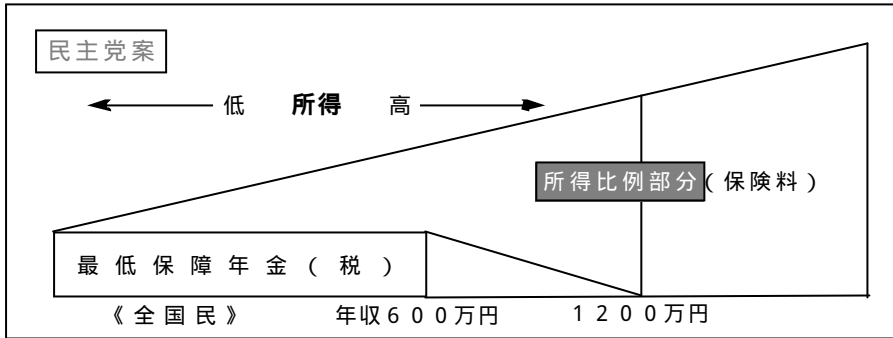 民主党案
低 所得 高
所得比例部分(保険料)
最低保障年金(税)
《全国民》 年収600万円 1200万円